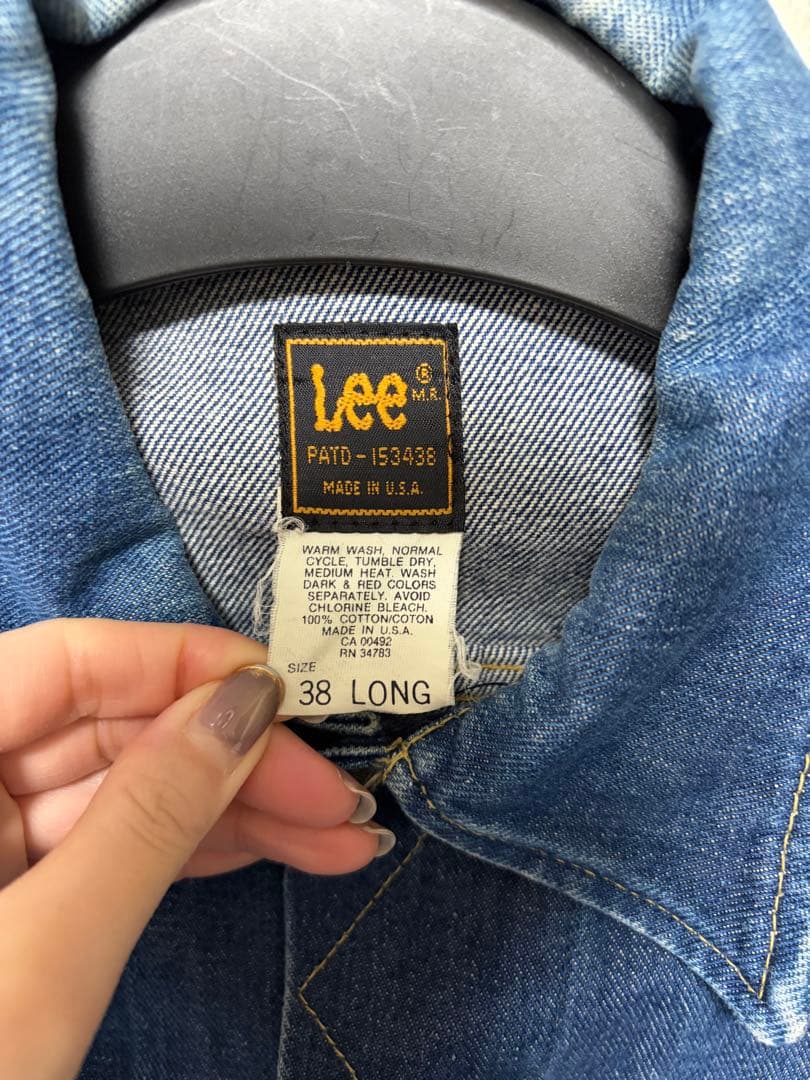 Lee® M.R.
PATD-153438
MADE IN U.S.A.
WARM WASH, NORMAL
CYCLE, TUMBLE DRY,
MEDIUM HEAT. WASH
DARK & RED COLORS
SEPARATELY. AVOID
CHLORINE BLEACH.
100% COTTON/COTON
MADE IN U.S.A.
CA 00492
RN 34783
SIZE
38 LONG